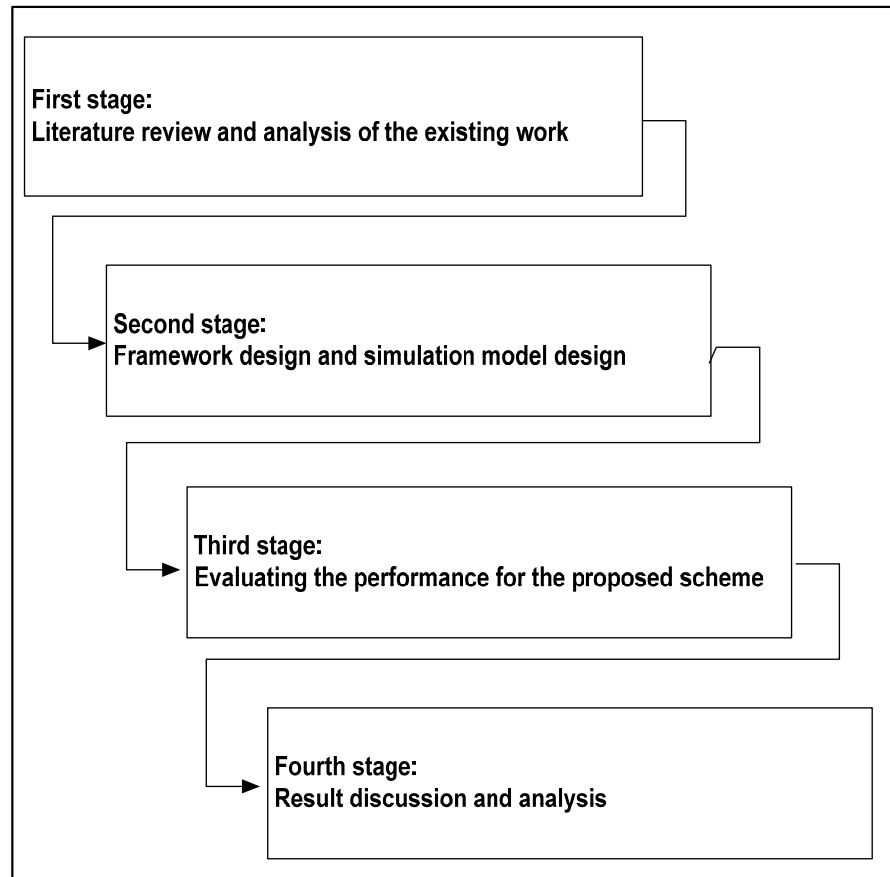 First stage:
Literature review and analysis of the existing work
Second stage:
Framework design and simulation model design
Third stage:
Evaluating the performance for the proposed scheme
Fourth stage:
Result discussion and analysis